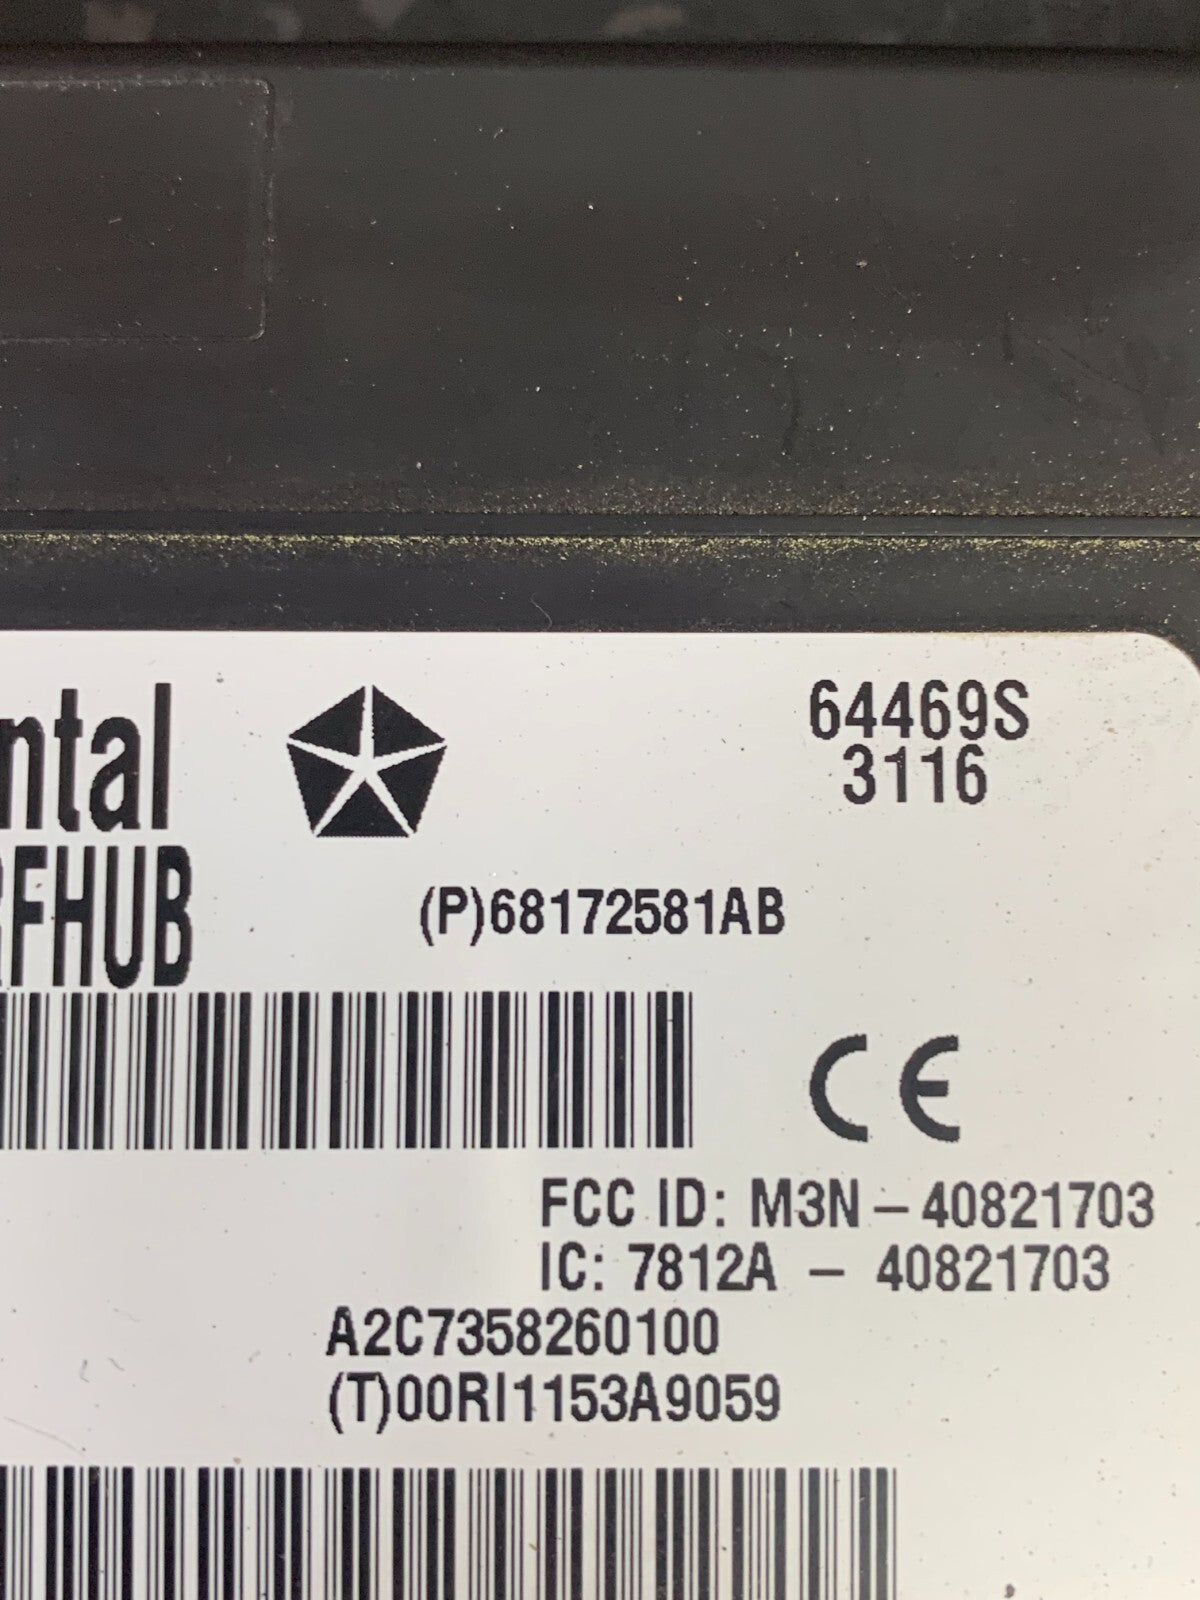 ntal
64469S
3116
RFHUB
(P)68172581AB
CE
FCC ID: M3N – 40821703
IC: 7812A – 40821703
A2C7358260100
(T)00RI1153A9059